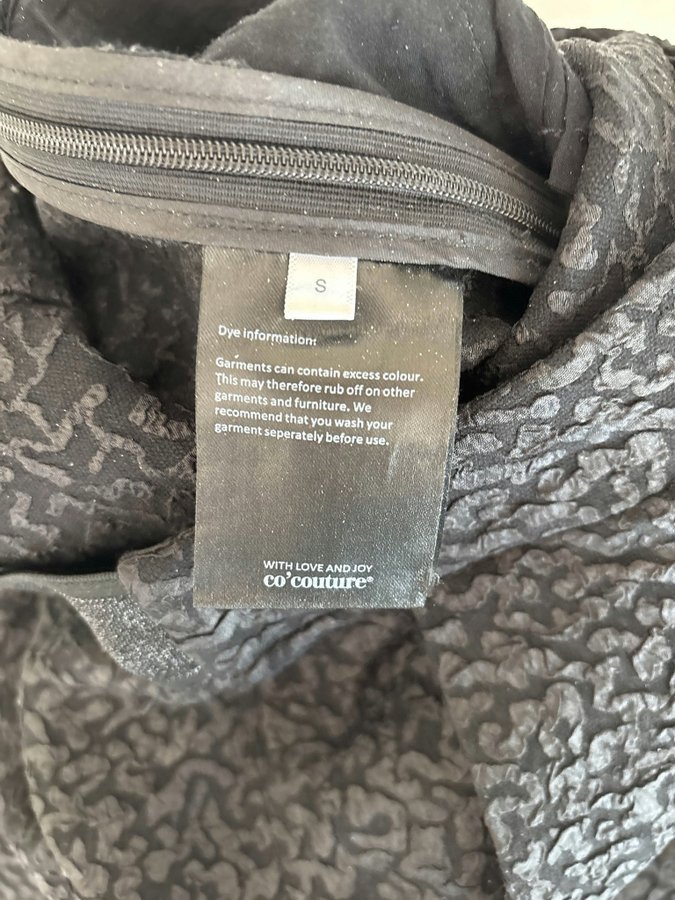 S
Dye information:
Garments can contain excess colour.
This may therefore rub off on other
garments and furniture. We
recommend that you wash your
garment seperately before use.
WITH LOVE AND JOY
co'couture®